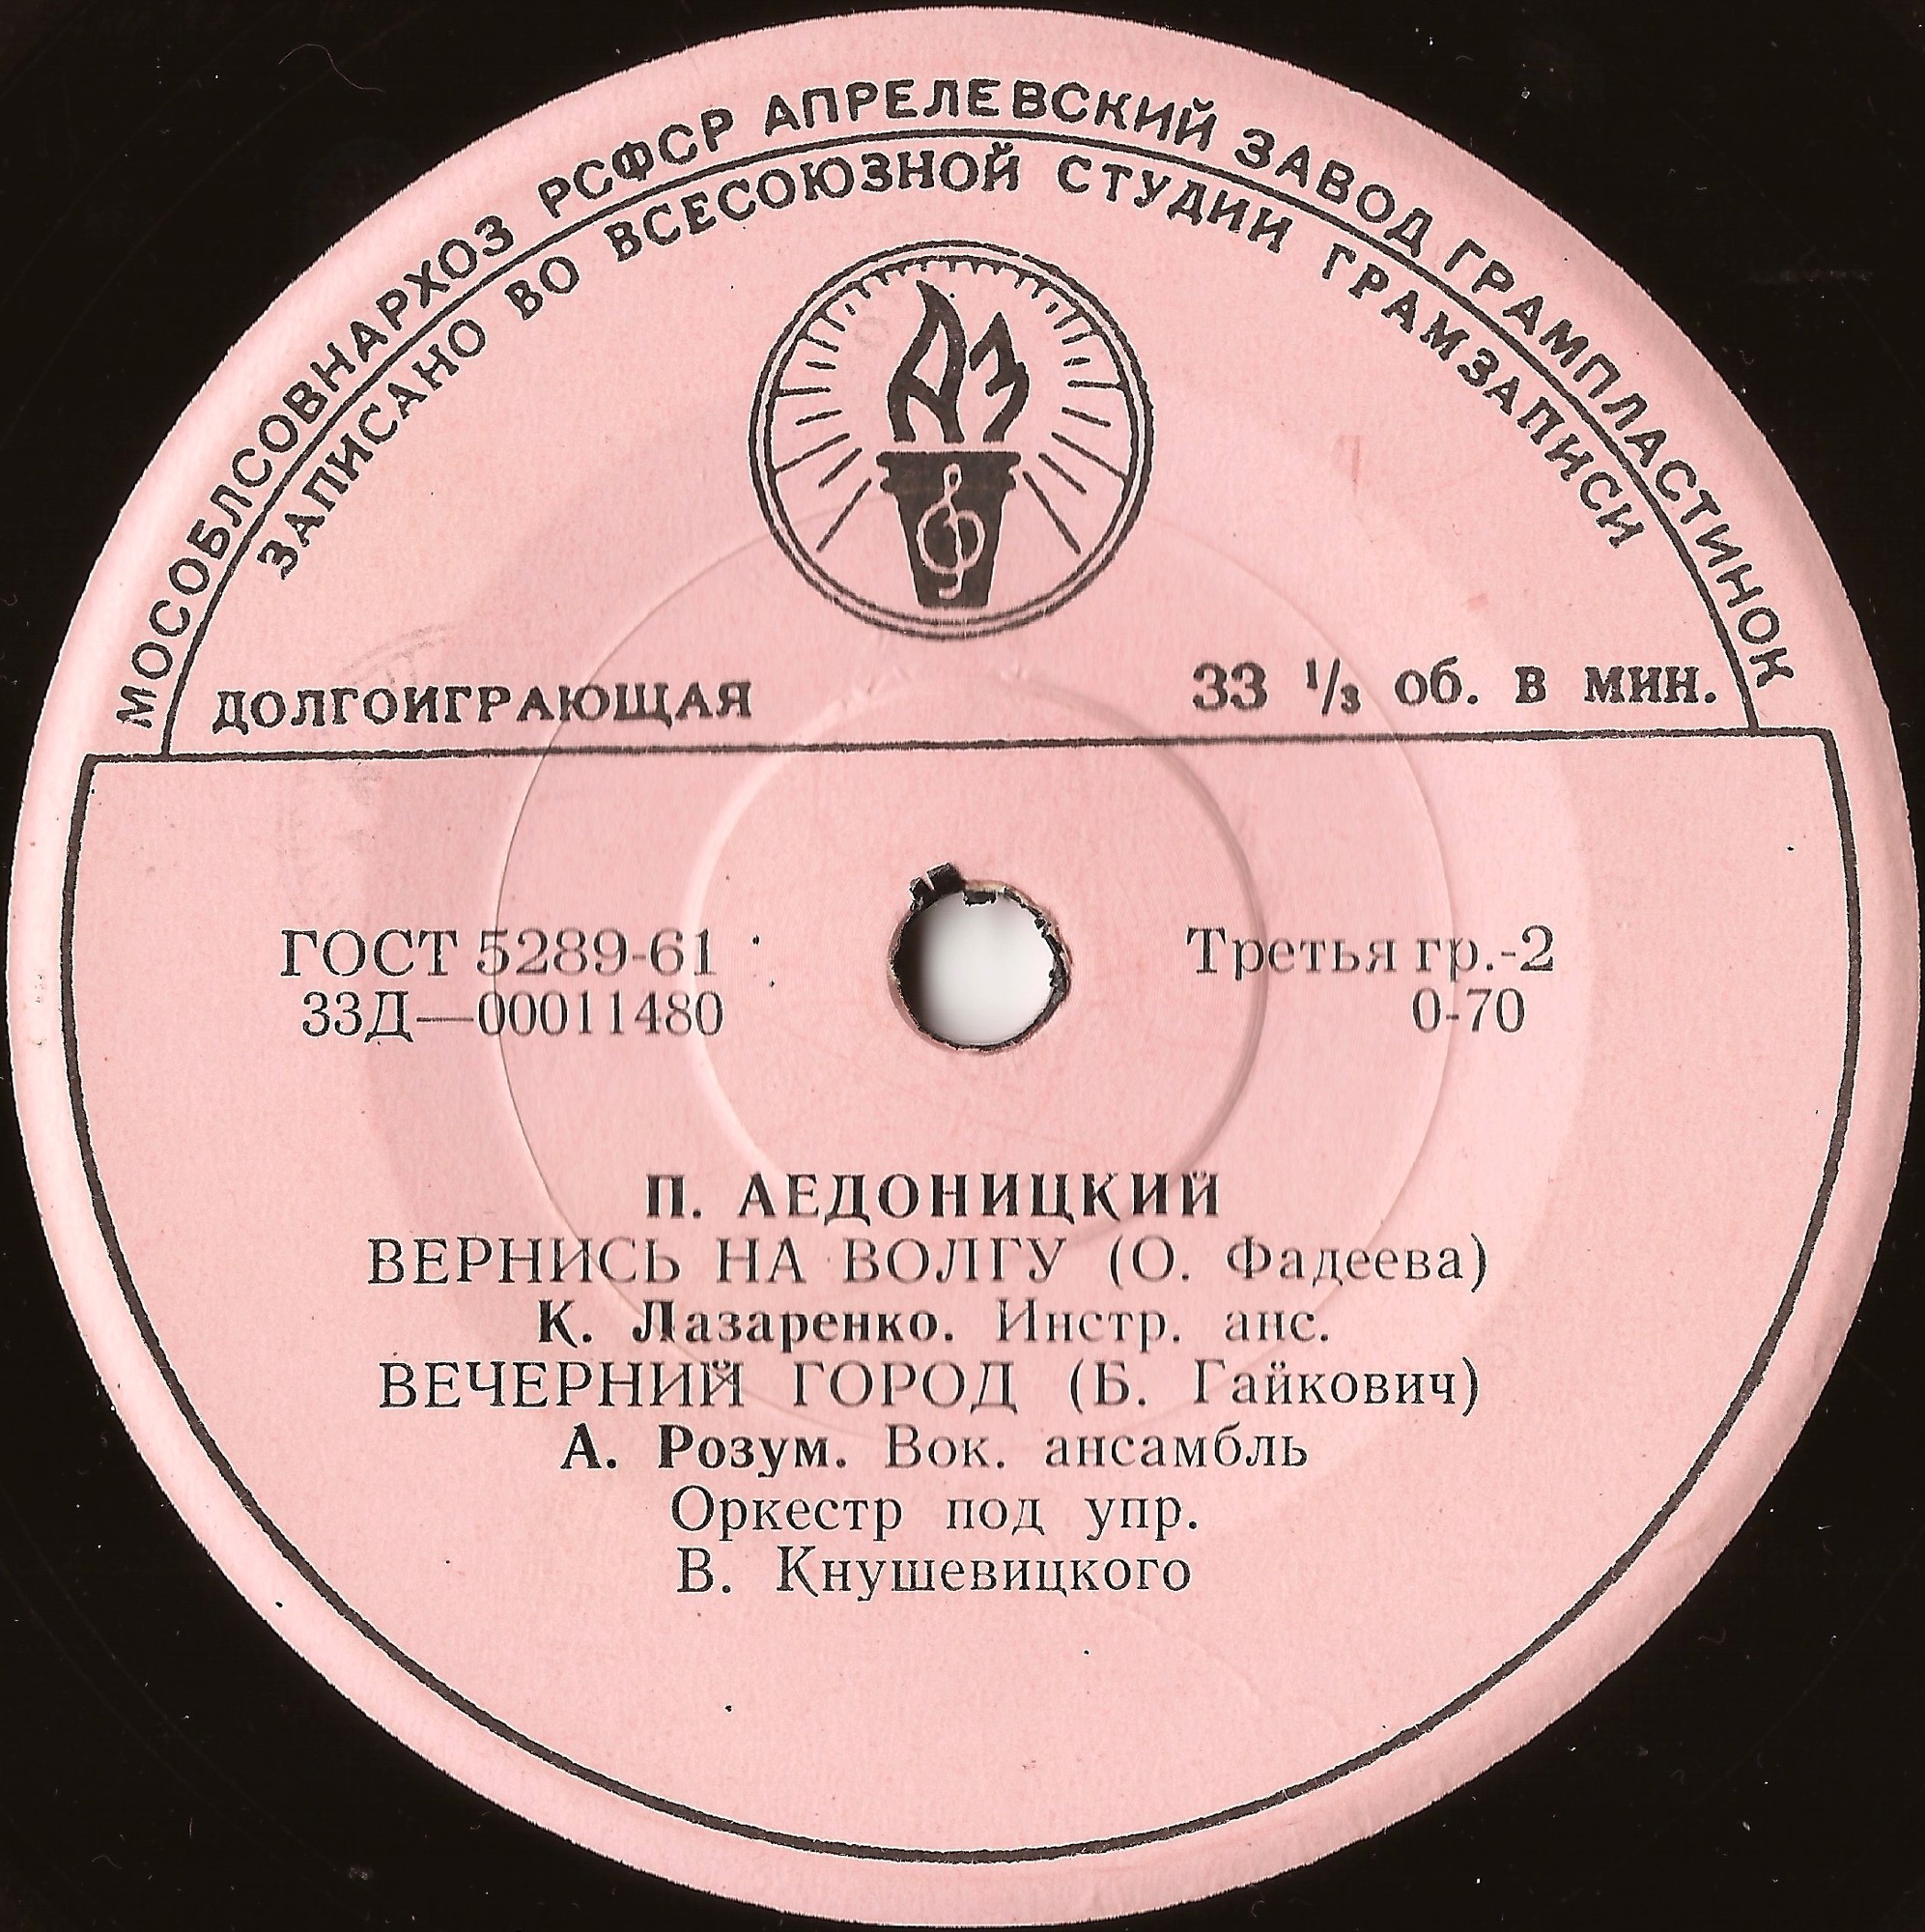 МОСОБЛСОВНАРХОЗ РСФСР АПРЕЛЕВСКИЙ ЗАВОД ГРАМПЛАСТИНОК
ЗАПИСАНО ВО ВСЕСОЮЗНОЙ СТУДИИ ГРАМЗАПИСИ
АЗ
ДОЛГОИГРАЮЩАЯ 33 1/3 об. в мин.
ГОСТ 5289-61 Третья гр.-2
33Д—00011480 0-70
П. АЕДОНИЦКИЙ
ВЕРНИСЬ НА ВОЛГУ (О. Фадеева)
К. Лазаренко. Инстр. анс.
ВЕЧЕРНИЙ ГОРОД (Б. Гайкович)
А. Розум. Вок. ансамбль
Оркестр под упр.
В. Кнушевицкого